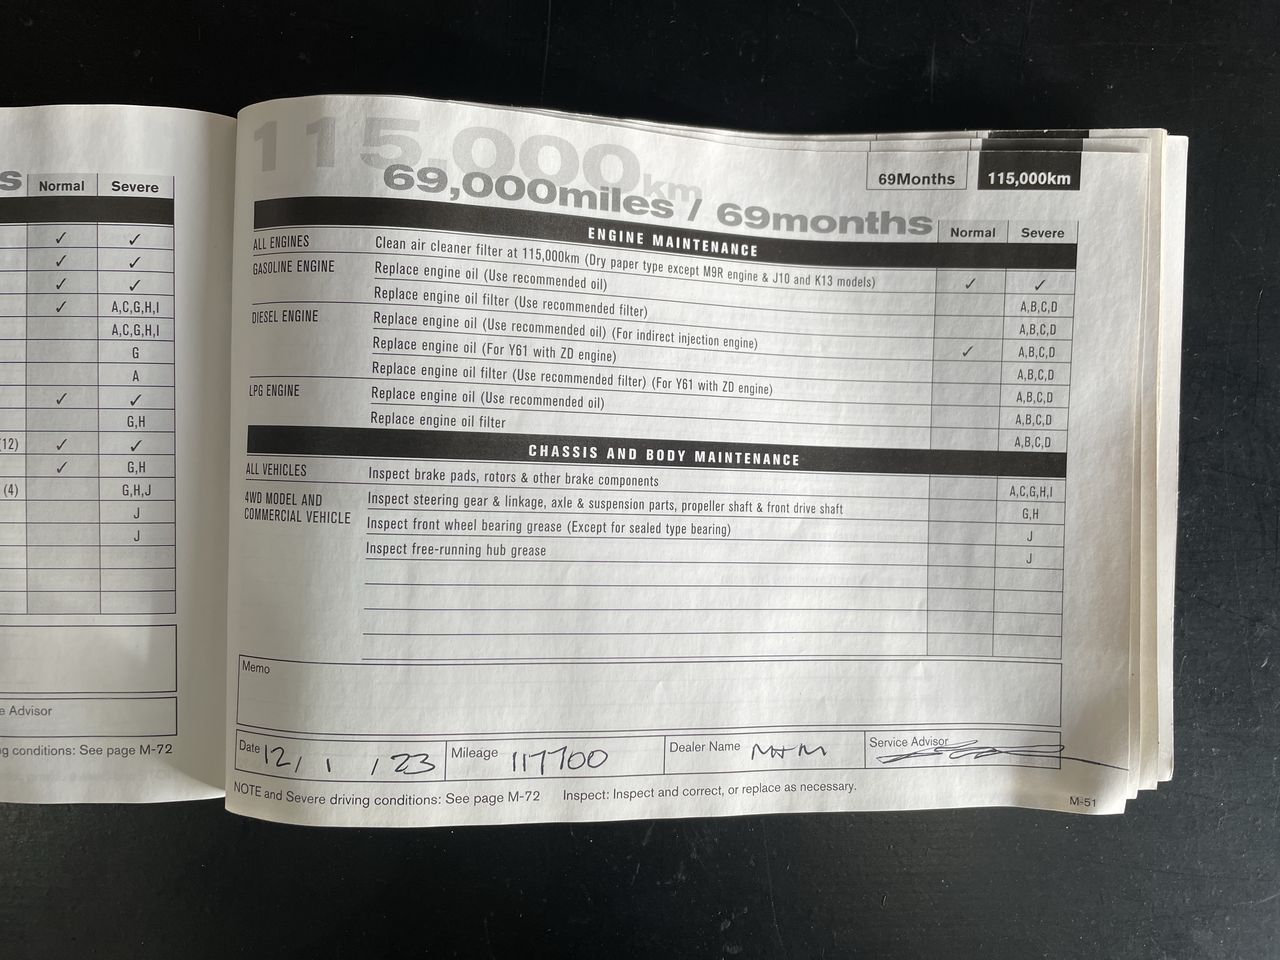 S Normal Severe
✓ ✓
✓ ✓
✓ ✓
✓ A,C,G,H,I
A,C,G,H,I
G
A
✓ ✓
G,H
(12) ✓ ✓
✓ G,H
(4) G,H,J
J
J
e Advisor
g conditions: See page M-72
115,000km
69,000miles / 69months
69Months 115,000km
ENGINE MAINTENANCE Normal Severe
ALL ENGINES Clean air cleaner filter at 115,000km (Dry paper type except M9R engine & J10 and K13 models) ✓ ✓
GASOLINE ENGINE Replace engine oil (Use recommended oil) A,B,C,D
Replace engine oil filter (Use recommended filter) A,B,C,D
DIESEL ENGINE Replace engine oil (Use recommended oil) (For indirect injection engine) ✓ A,B,C,D
Replace engine oil (For Y61 with ZD engine) A,B,C,D
Replace engine oil filter (Use recommended filter) (For Y61 with ZD engine) A,B,C,D
LPG ENGINE Replace engine oil (Use recommended oil) A,B,C,D
Replace engine oil filter A,B,C,D
CHASSIS AND BODY MAINTENANCE
ALL VEHICLES Inspect brake pads, rotors & other brake components A,C,G,H,I
4WD MODEL AND Inspect steering gear & linkage, axle & suspension parts, propeller shaft & front drive shaft G,H
COMMERCIAL VEHICLE Inspect front wheel bearing grease (Except for sealed type bearing) J
Inspect free-running hub grease J
Memo
Date 12/1/23 Mileage 117700 Dealer Name M+M Service Advisor
NOTE and Severe driving conditions: See page M-72 Inspect: Inspect and correct, or replace as necessary.
M-51